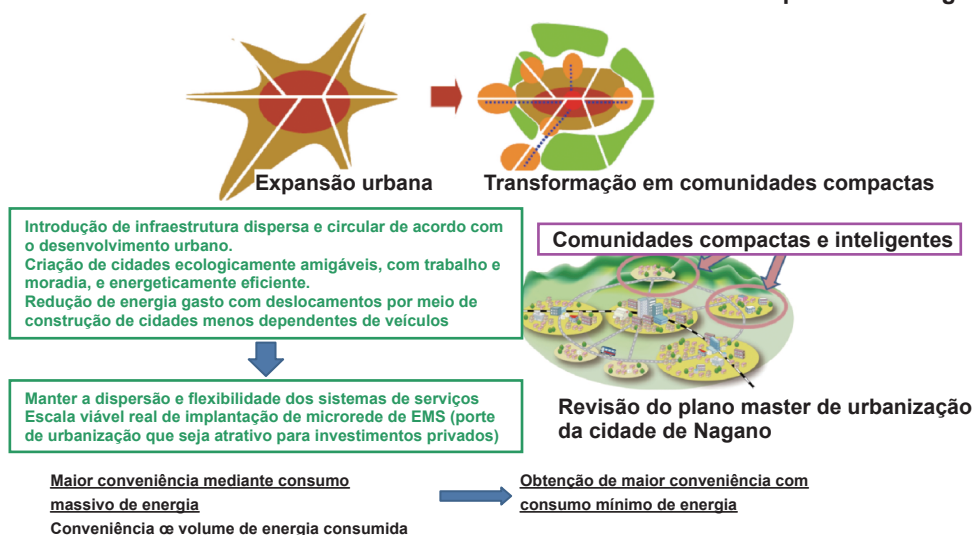 Expansão urbana
Transformação em comunidades compactas
Introdução de infraestrutura dispersa e circular de acordo com
o desenvolvimento urbano.
Criação de cidades ecologicamente amigáveis, com trabalho e
moradia, e energeticamente eficiente.
Redução de energia gasto com deslocamentos por meio de
construção de cidades menos dependentes de veículos
Comunidades compactas e inteligentes
Manter a dispersão e flexibilidade dos sistemas de serviços
Escala viável real de implantação de microrede de EMS (porte
de urbanização que seja atrativo para investimentos privados)
Revisão do plano master de urbanização
da cidade de Nagano
Maior conveniência mediante consumo
massivo de energia
Conveniência œ volume de energia consumida
Obtenção de maior conveniência com
consumo mínimo de energia